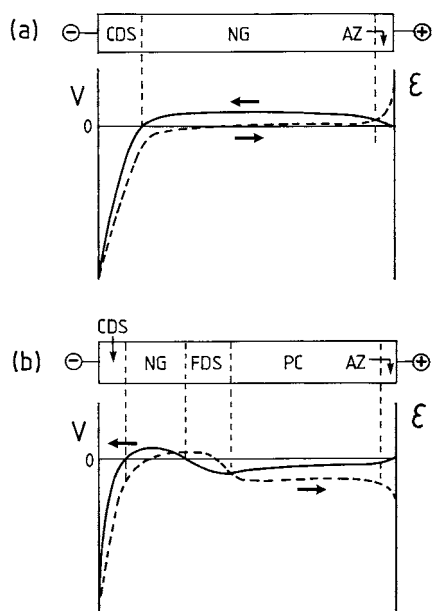 (a) ⊖ CDS NG AZ ⊕
V ℰ
0
CDS
(b) ⊖ NG FDS PC AZ ⊕
V ℰ
0